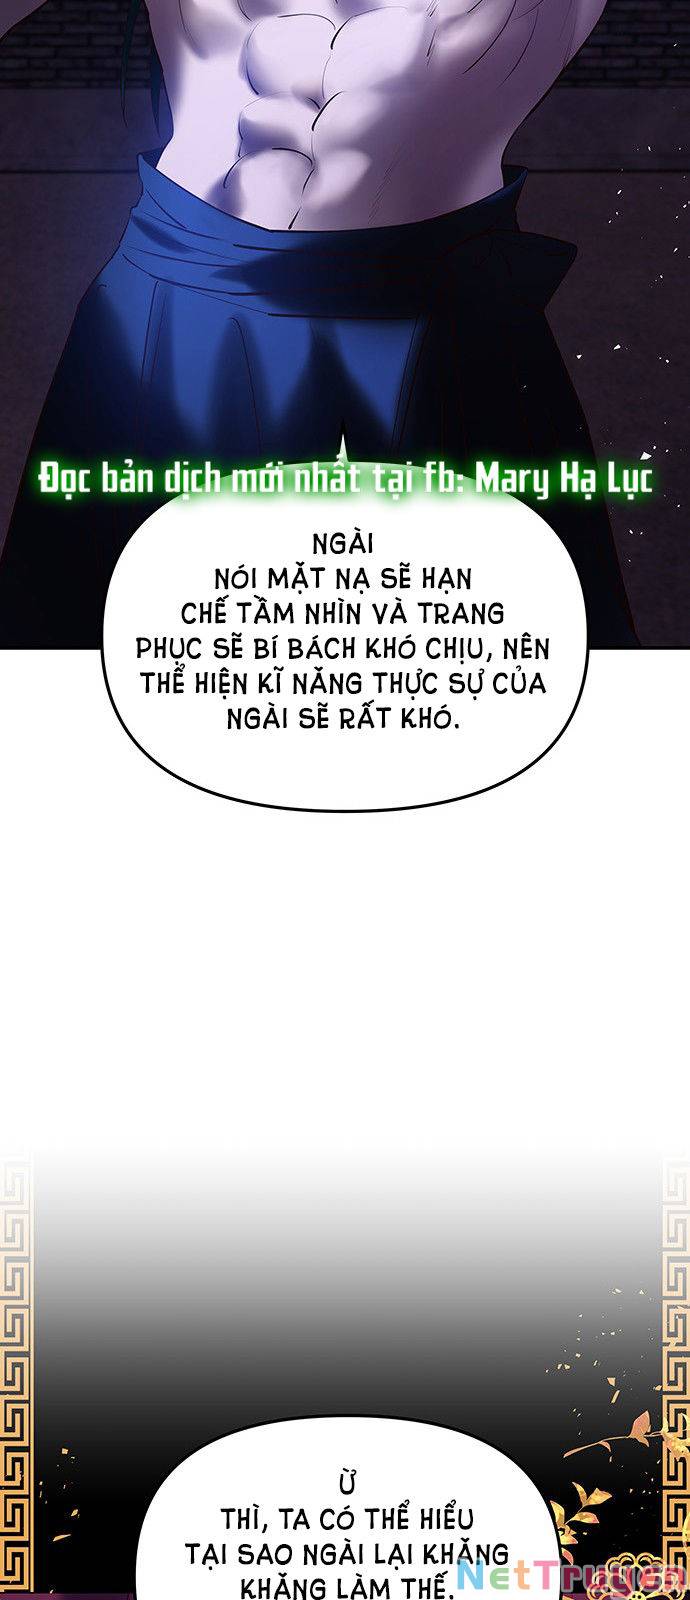 Đọc bản dịch mới nhất tại fb: Mary Hạ Lục
NGÀI
NÓI MẶT NẠ SẼ HẠN
CHẾ TẦM NHÌN VÀ TRANG
PHỤC SẼ BÍ BÁCH KHÓ CHỊU, NÊN
THỂ HIỆN KĨ NĂNG THỰC SỰ CỦA
NGÀI SẼ RẤT KHÓ.
Ừ
THÌ, TA CÓ THỂ HIỂU
TẠI SAO NGÀI LẠI KHĂNG
KHĂNG LÀM THẾ.
NetTruyen